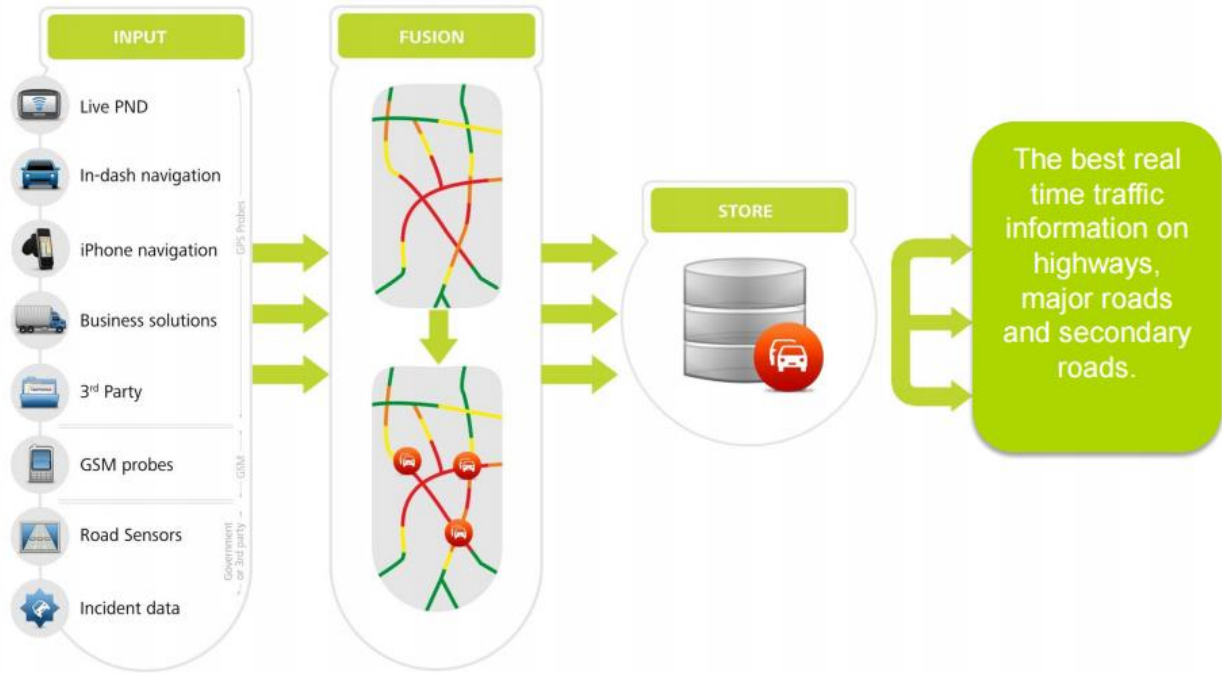 INPUT
Live PND
In-dash navigation
iPhone navigation
Business solutions
3rd Party
GSM probes
Road Sensors
Incident data
GPS Probes
GSM
Government
or 3rd party
FUSION
STORE
The best real
time traffic
information on
highways,
major roads
and secondary
roads.